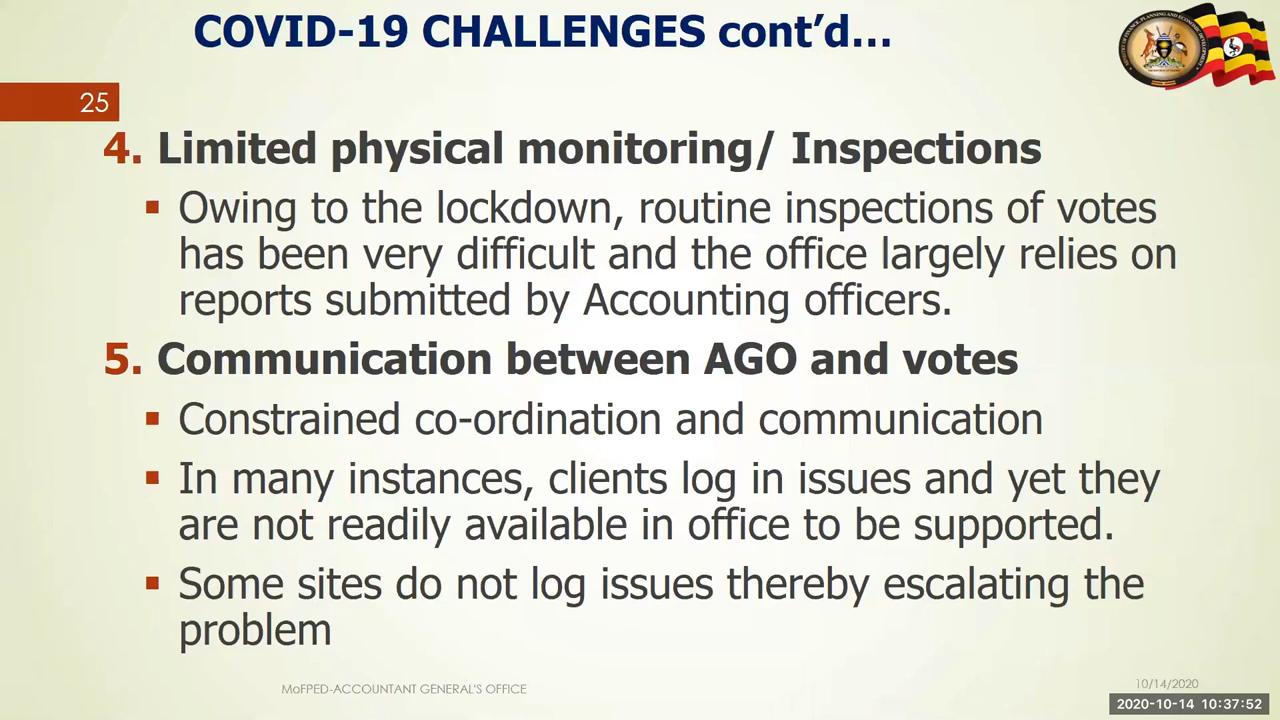 COVID-19 CHALLENGES cont’d…
25
4. Limited physical monitoring/ Inspections
▪ Owing to the lockdown, routine inspections of votes
has been very difficult and the office largely relies on
reports submitted by Accounting officers.
5. Communication between AGO and votes
▪ Constrained co-ordination and communication
▪ In many instances, clients log in issues and yet they
are not readily available in office to be supported.
▪ Some sites do not log issues thereby escalating the
problem
MoFPED-ACCOUNTANT GENERAL'S OFFICE
10/14/2020
2020-10-14 10:37:52